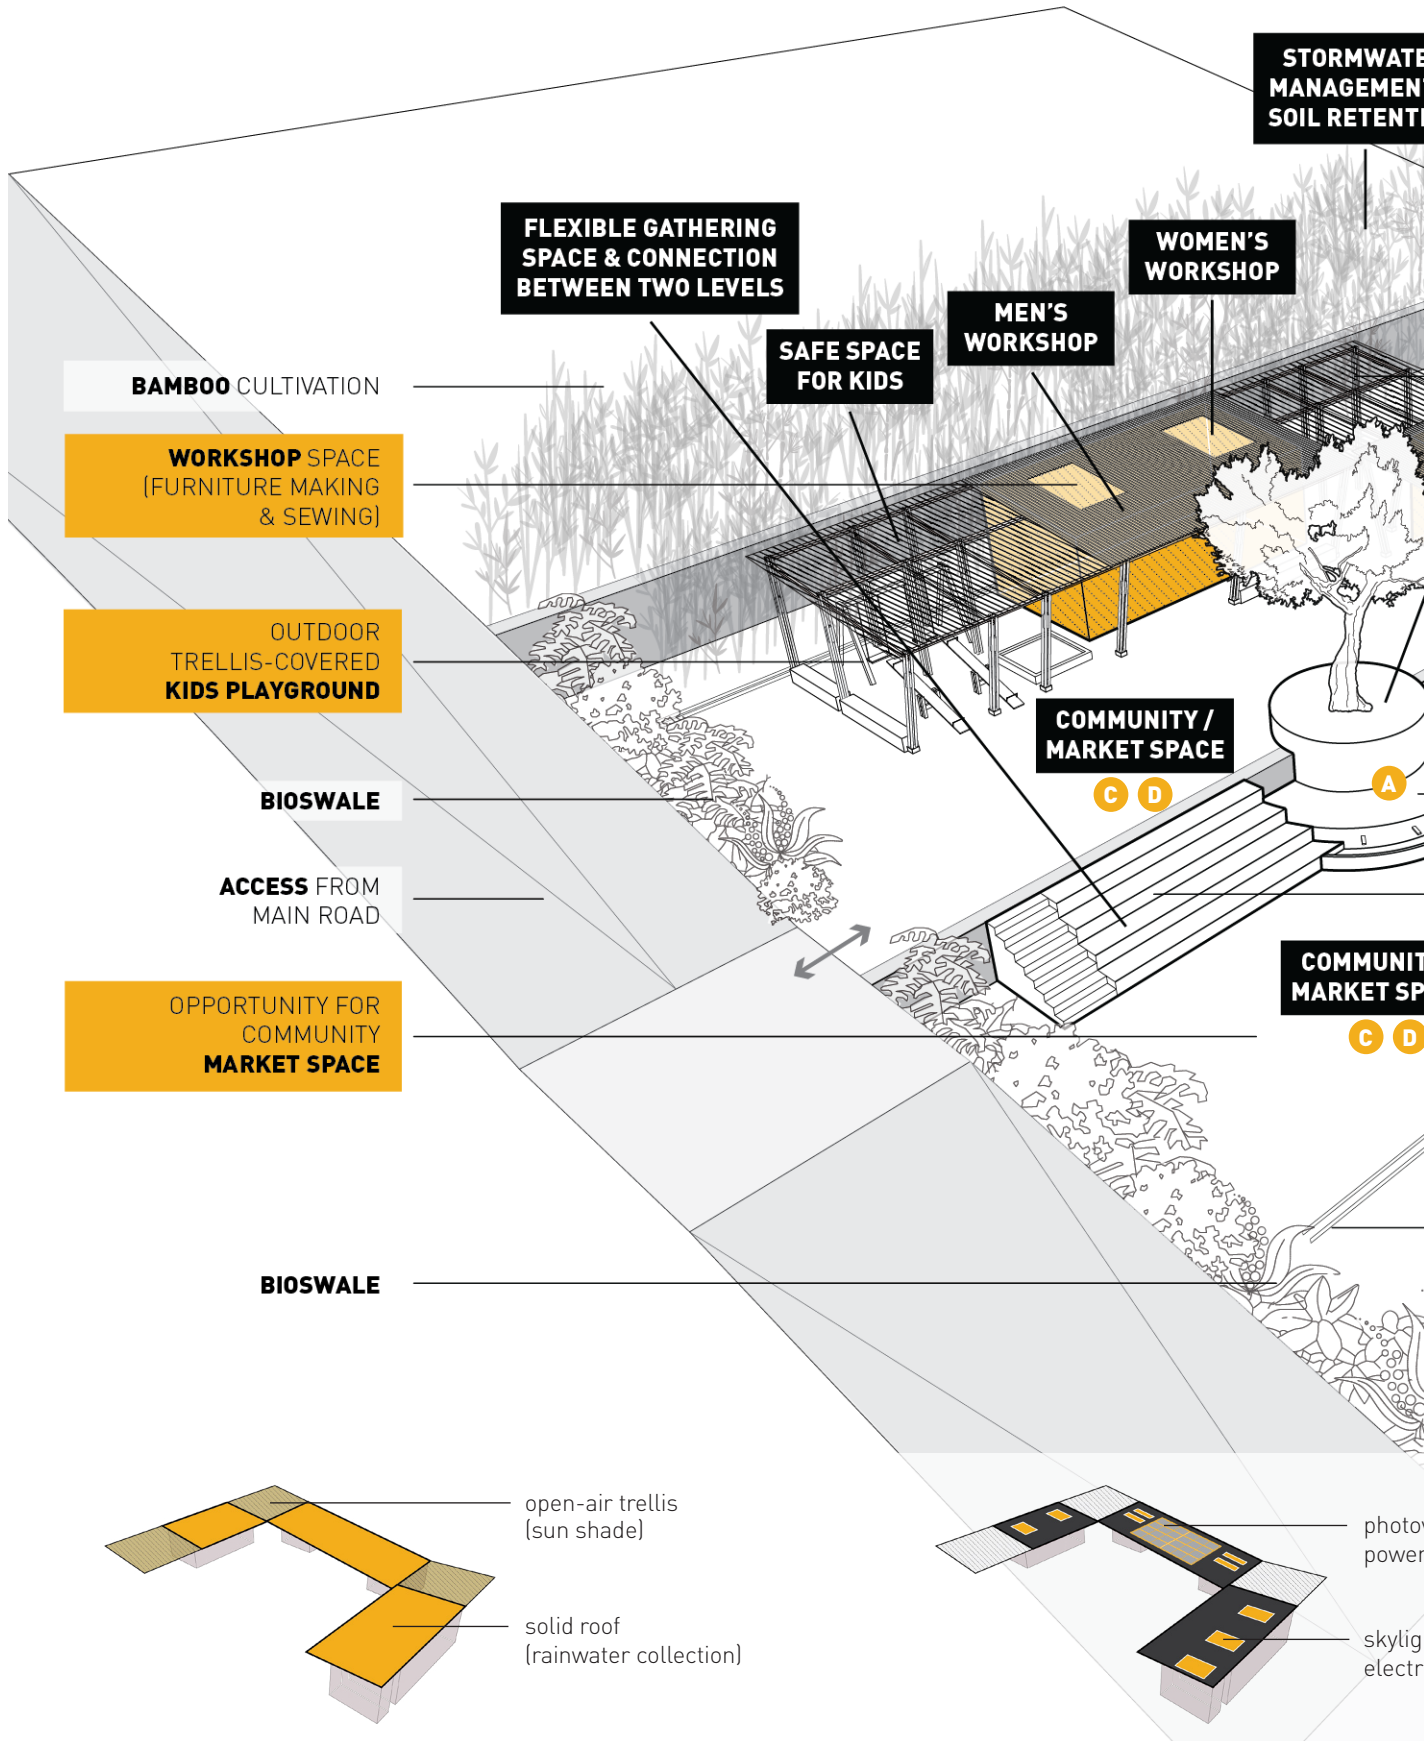 STORMWATE
MANAGEMENT
SOIL RETENTI
FLEXIBLE GATHERING
SPACE & CONNECTION
BETWEEN TWO LEVELS
WOMEN'S
WORKSHOP
MEN'S
WORKSHOP
SAFE SPACE
FOR KIDS
BAMBOO CULTIVATION
WORKSHOP SPACE
(FURNITURE MAKING
& SEWING)
OUTDOOR
TRELLIS-COVERED
KIDS PLAYGROUND
COMMUNITY /
MARKET SPACE
C D
A
BIOSWALE
ACCESS FROM
MAIN ROAD
COMMUNIT
MARKET SP
C D
OPPORTUNITY FOR
COMMUNITY
MARKET SPACE
BIOSWALE
open-air trellis
(sun shade)
solid roof
(rainwater collection)
photov
power
skylig
electr